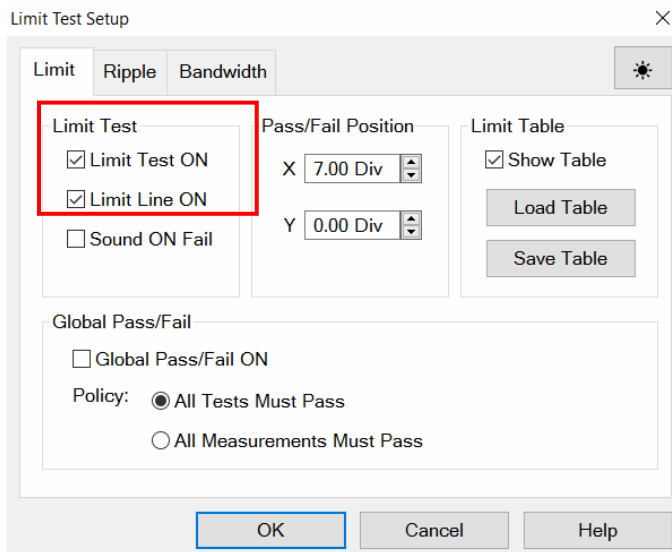 Limit Test Setup
Limit
Ripple
Bandwidth
Limit Test
Limit Test ON
Limit Line ON
Sound ON Fail
Pass/Fail Position
X 7.00 Div
Y 0.00 Div
Limit Table
Show Table
Load Table
Save Table
Global Pass/Fail
Global Pass/Fail ON
Policy: All Tests Must Pass
All Measurements Must Pass
OK
Cancel
Help